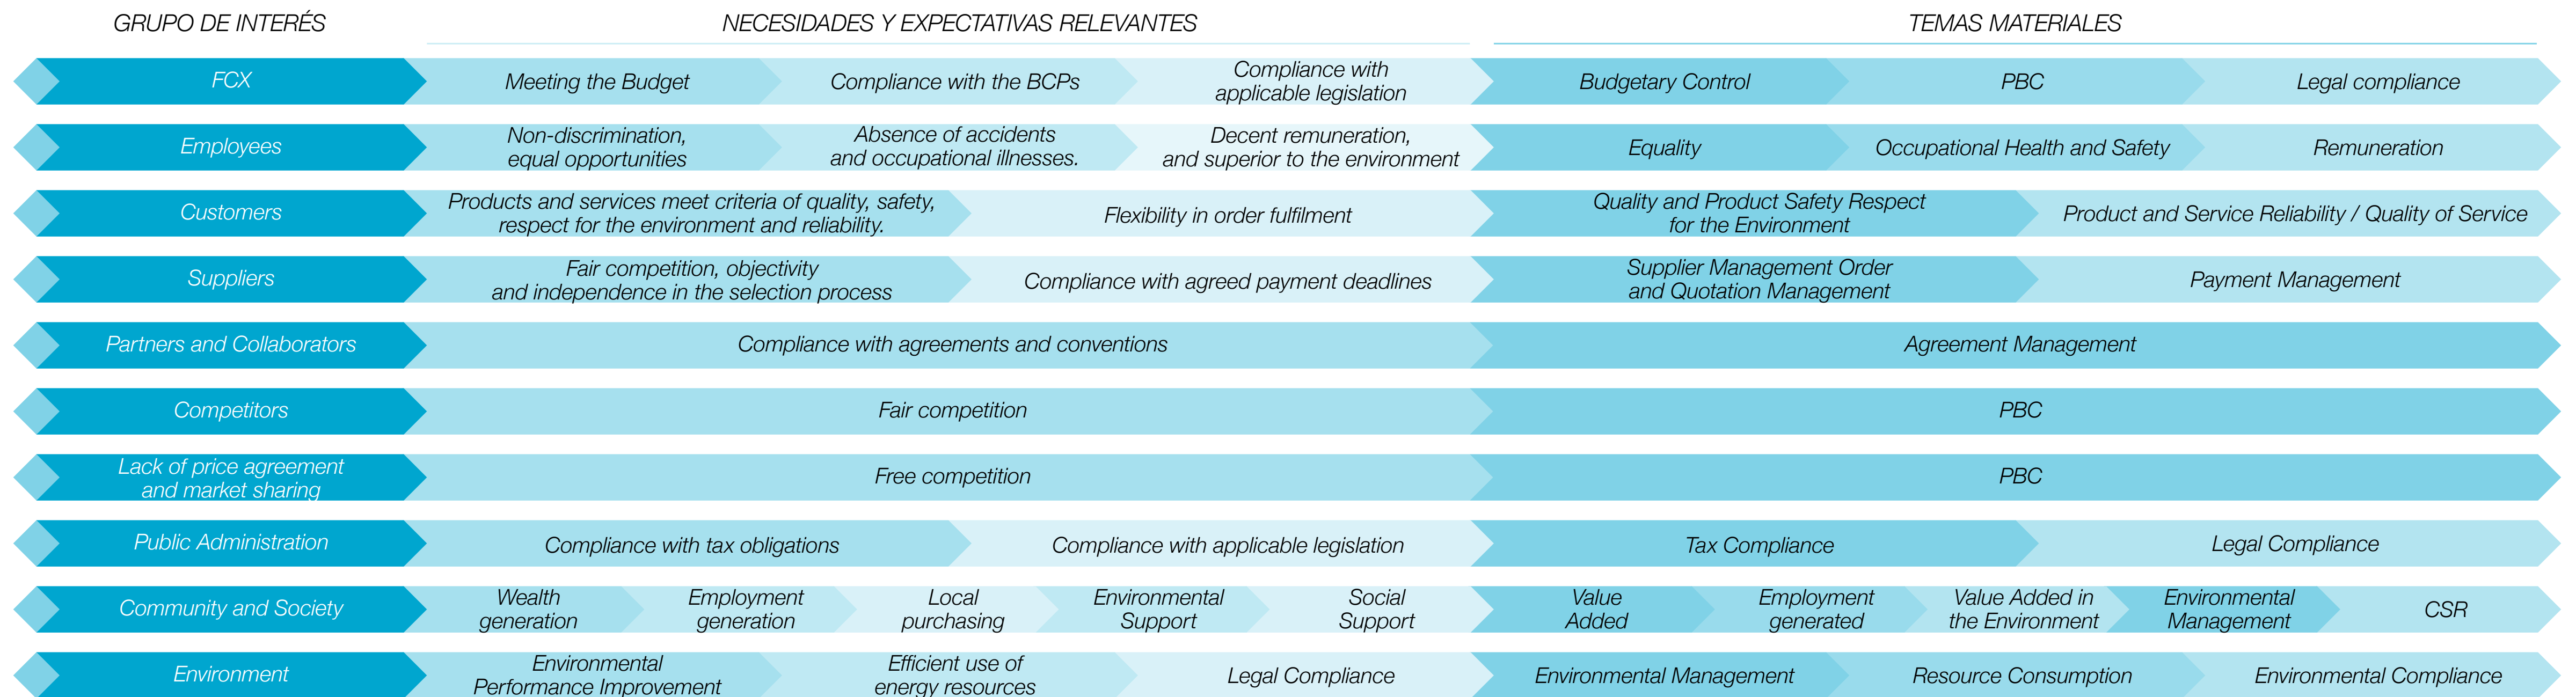 GRUPO DE INTERÉS
NECESIDADES Y EXPECTATIVAS RELEVANTES
TEMAS MATERIALES
FCX
Meeting the Budget
Compliance with the BCPs
Compliance with
applicable legislation
Budgetary Control
PBC
Legal compliance
Employees
Non-discrimination,
equal opportunities
Absence of accidents
and occupational illnesses.
Decent remuneration,
and superior to the environment
Equality
Occupational Health and Safety
Remuneration
Customers
Products and services meet criteria of quality, safety,
respect for the environment and reliability.
Flexibility in order fulfilment
Quality and Product Safety Respect
for the Environment
Product and Service Reliability / Quality of Service
Suppliers
Fair competition, objectivity
and independence in the selection process
Compliance with agreed payment deadlines
Supplier Management Order
and Quotation Management
Payment Management
Partners and Collaborators
Compliance with agreements and conventions
Agreement Management
Competitors
Fair competition
PBC
Lack of price agreement
and market sharing
Free competition
PBC
Public Administration
Compliance with tax obligations
Compliance with applicable legislation
Tax Compliance
Legal Compliance
Community and Society
Wealth
generation
Employment
generation
Local
purchasing
Environmental
Support
Social
Support
Value
Added
Employment
generated
Value Added in
the Environment
Environmental
Management
CSR
Environment
Environmental
Performance Improvement
Efficient use of
energy resources
Legal Compliance
Environmental Management
Resource Consumption
Environmental Compliance